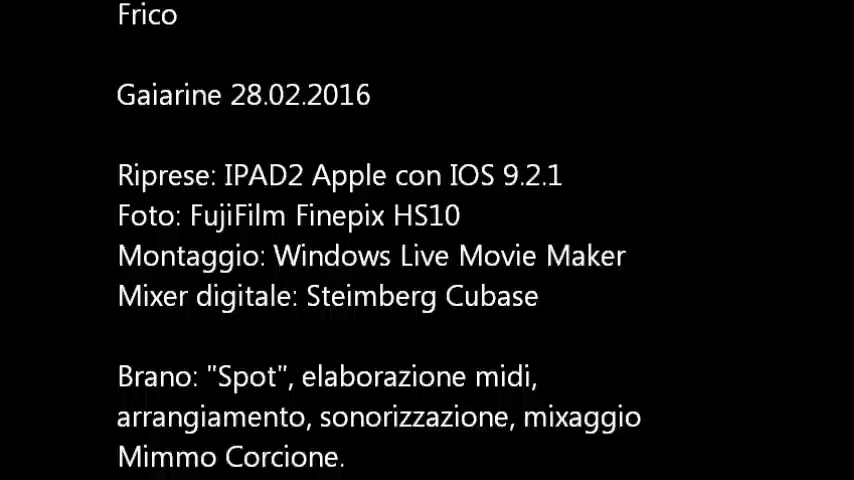 Frico
Gaiarine 28.02.2016
Riprese: IPAD2 Apple con IOS 9.2.1
Foto: FujiFilm Finepix HS10
Montaggio: Windows Live Movie Maker
Mixer digitale: Steimberg Cubase
Brano: "Spot", elaborazione midi,
arrangiamento, sonorizzazione, mixaggio
Mimmo Corcione.